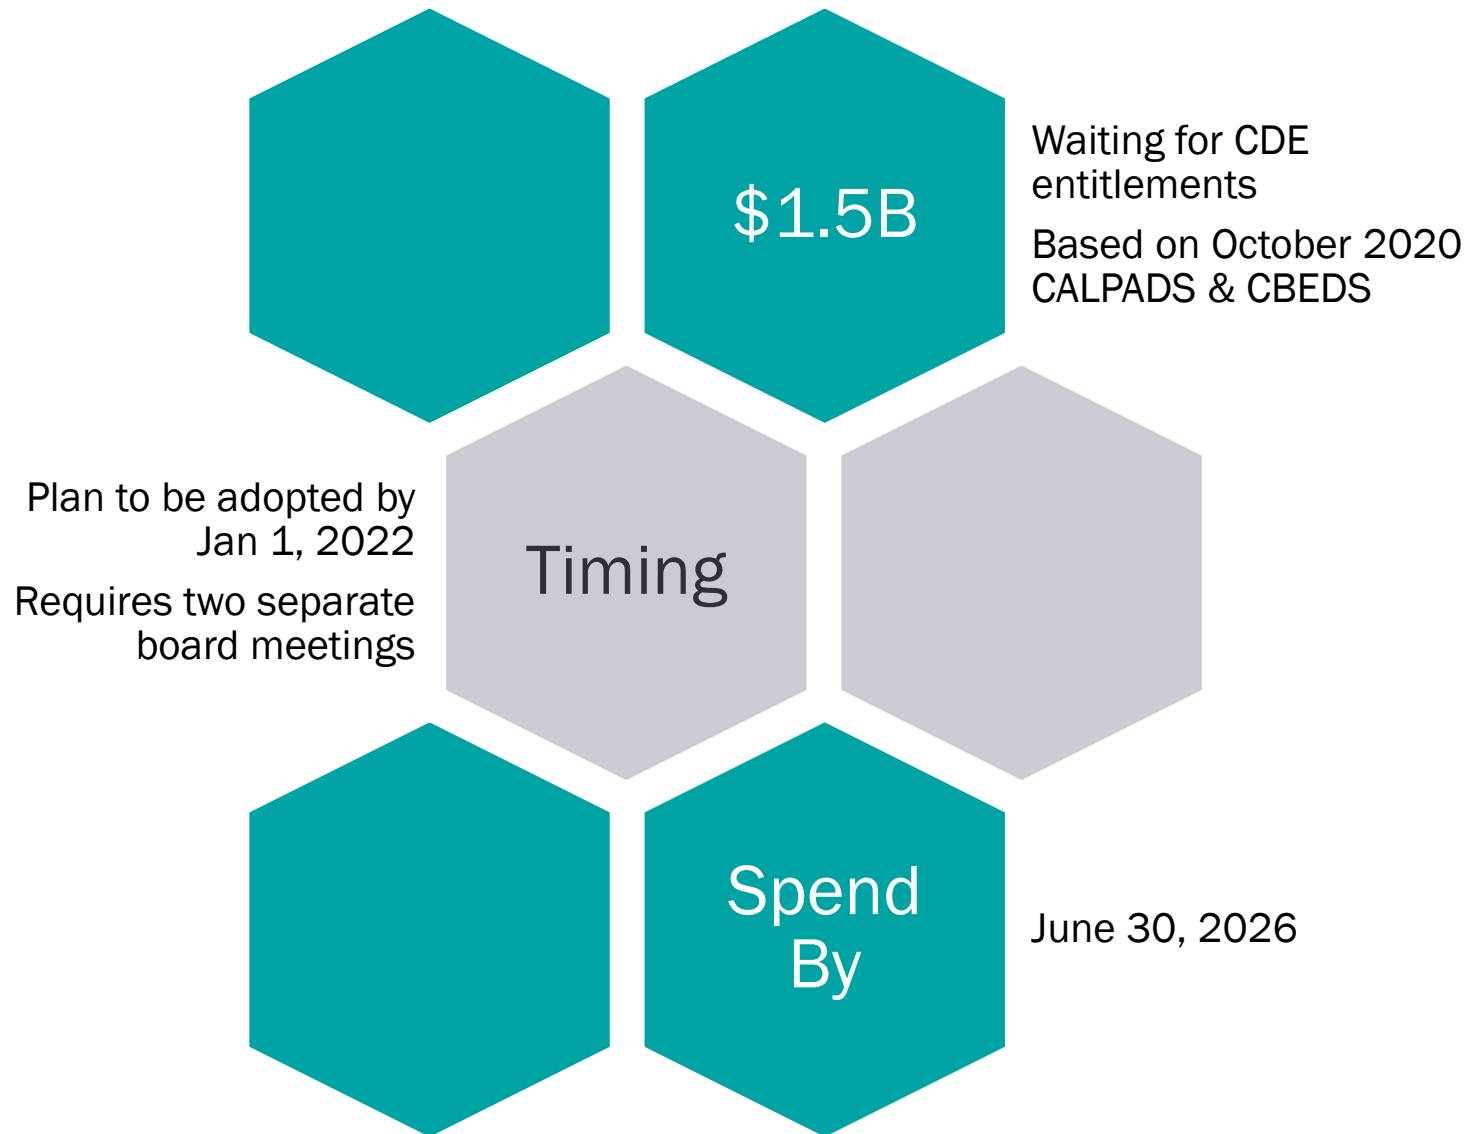 $1.5B
Waiting for CDE
entitlements
Based on October 2020
CALPADS & CBEDS
Plan to be adopted by
Jan 1, 2022
Requires two separate
board meetings
Timing
Spend
By
June 30, 2026